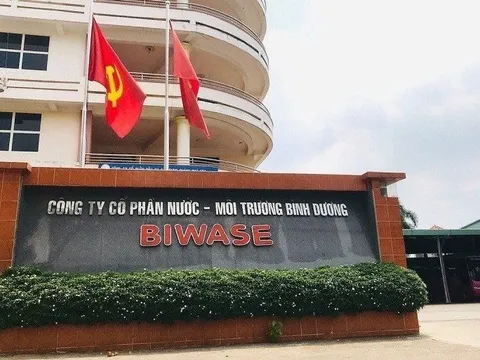 CÔNG TY CỔ PHẦN NƯỚC - MÔI TRƯỜNG BÌNH DƯƠNG
BIWASE